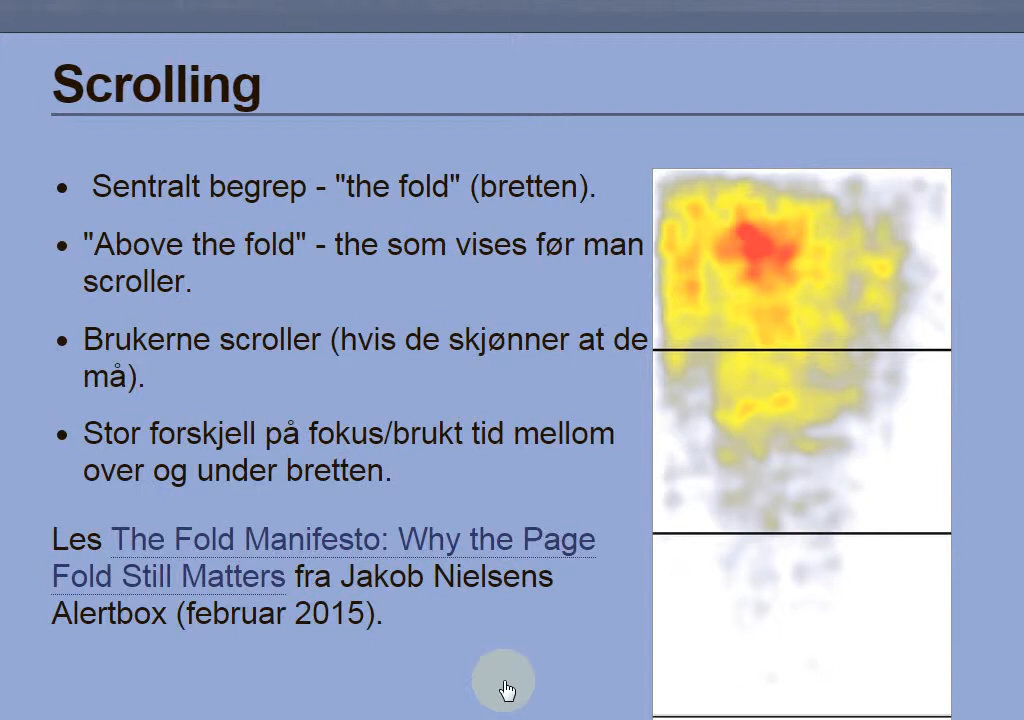 Scrolling
Sentralt begrep - "the fold" (bretten).
"Above the fold" - the som vises før man
scroller.
Brukerne scroller (hvis de skjønner at de
må).
Stor forskjell på fokus/brukt tid mellom
over og under bretten.
Les The Fold Manifesto: Why the Page
Fold Still Matters fra Jakob Nielsens
Alertbox (februar 2015).